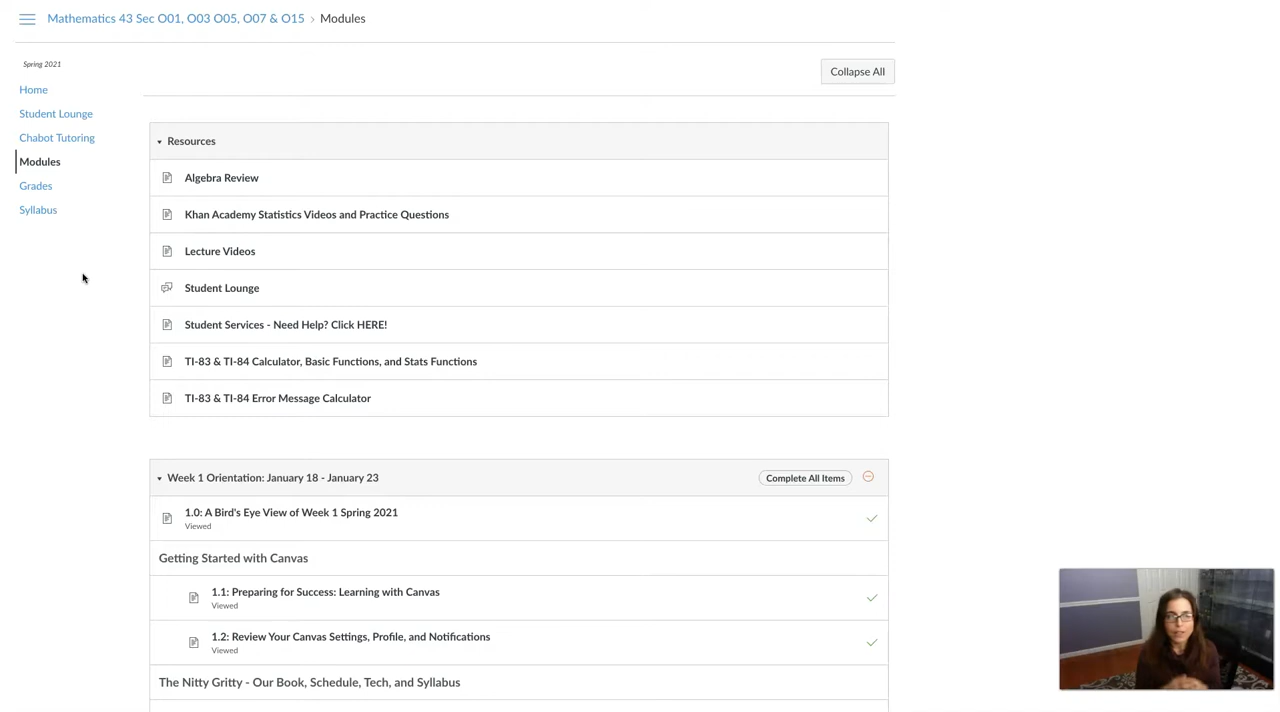 Mathematics 43 Sec O01, O03 O05, O07 & O15 › Modules
Spring 2021
Collapse All
Home
Student Lounge
Chabot Tutoring
Modules
Grades
Syllabus
Resources
Algebra Review
Khan Academy Statistics Videos and Practice Questions
Lecture Videos
Student Lounge
Student Services - Need Help? Click HERE!
TI-83 & TI-84 Calculator, Basic Functions, and Stats Functions
TI-83 & TI-84 Error Message Calculator
Week 1 Orientation: January 18 - January 23
Complete All Items
1.0: A Bird's Eye View of Week 1 Spring 2021
Viewed
Getting Started with Canvas
1.1: Preparing for Success: Learning with Canvas
Viewed
1.2: Review Your Canvas Settings, Profile, and Notifications
Viewed
The Nitty Gritty - Our Book, Schedule, Tech, and Syllabus